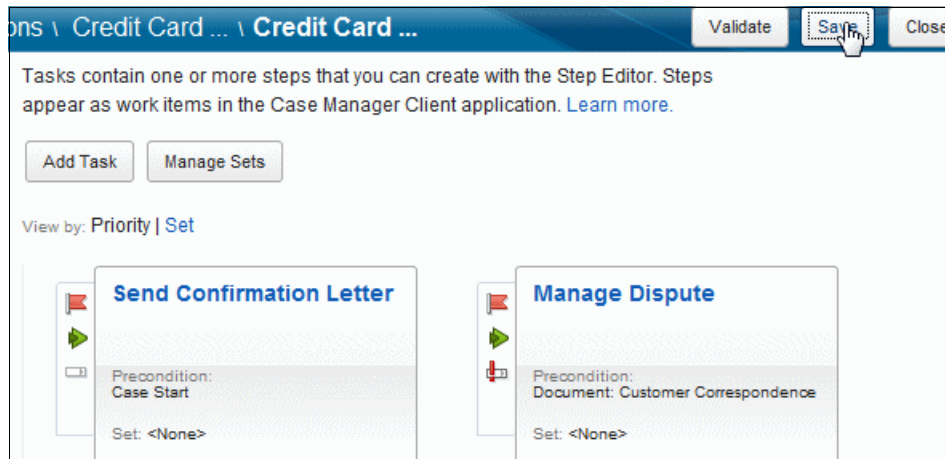 ons \ Credit Card ... \ Credit Card ...
Validate
Save
Close
Tasks contain one or more steps that you can create with the Step Editor. Steps
appear as work items in the Case Manager Client application. Learn more.
Add Task
Manage Sets
View by: Priority | Set
Send Confirmation Letter
Precondition:
Case Start
Set: <None>
Manage Dispute
Precondition:
Document: Customer Correspondence
Set: <None>